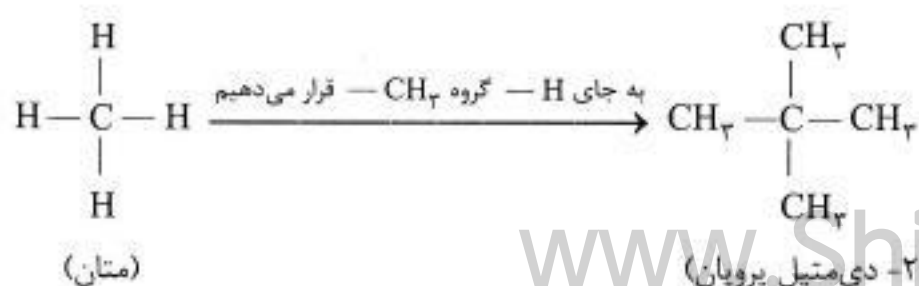 H CH۳
به جای H — گروه CH۳ — قرار می‌دهیم
H—C—H CH۳—C—CH۳
H CH۳
(متان) ۲- دی‌متیل پروپان)
www.Shi